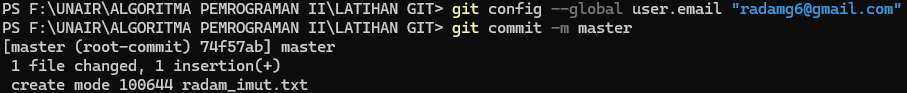 PS F:\UNAIR\ALGORITMA PEMROGRAMAN II\LATIHAN GIT> git config --global user.email "radamg6@gmail.com"
PS F:\UNAIR\ALGORITMA PEMROGRAMAN II\LATIHAN GIT> git commit -m master
[master (root-commit) 74f57ab] master
 1 file changed, 1 insertion(+)
 create mode 100644 radam_imut.txt